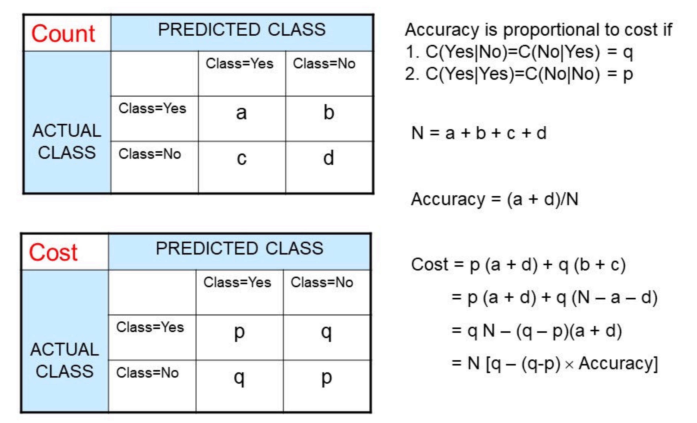 Count PREDICTED CLASS
Class=Yes Class=No
ACTUAL CLASS
Class=Yes a b
Class=No c d
Cost PREDICTED CLASS
Class=Yes Class=No
ACTUAL CLASS
Class=Yes p q
Class=No q p
Accuracy is proportional to cost if
1. C(Yes|No)=C(No|Yes) = q
2. C(Yes|Yes)=C(No|No) = p
N = a + b + c + d
Accuracy = (a + d)/N
Cost = p (a + d) + q (b + c)
= p (a + d) + q (N – a – d)
= q N – (q – p)(a + d)
= N [q – (q-p) × Accuracy]